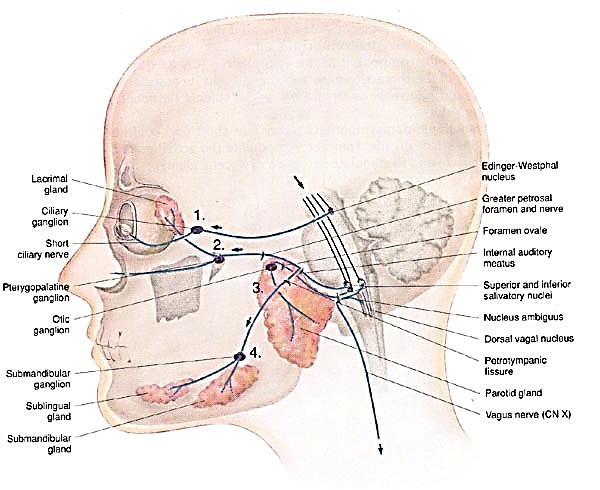 Lacrimal
gland
Ciliary
ganglion
Short
ciliary nerve
Pterygopalatine
ganglion
Otic
ganglion
Submandibular
ganglion
Sublingual
gland
Submandibular
gland
1.
2.
3.
4.
Edinger-Westphal
nucleus
Greater petrosal
foramen and nerve
Foramen ovale
Internal auditory
meatus
Superior and inferior
salivatory nuclei
Nucleus ambiguus
Dorsal vagal nucleus
Petrotympanic
fissure
Parotid gland
Vagus nerve (CN X)